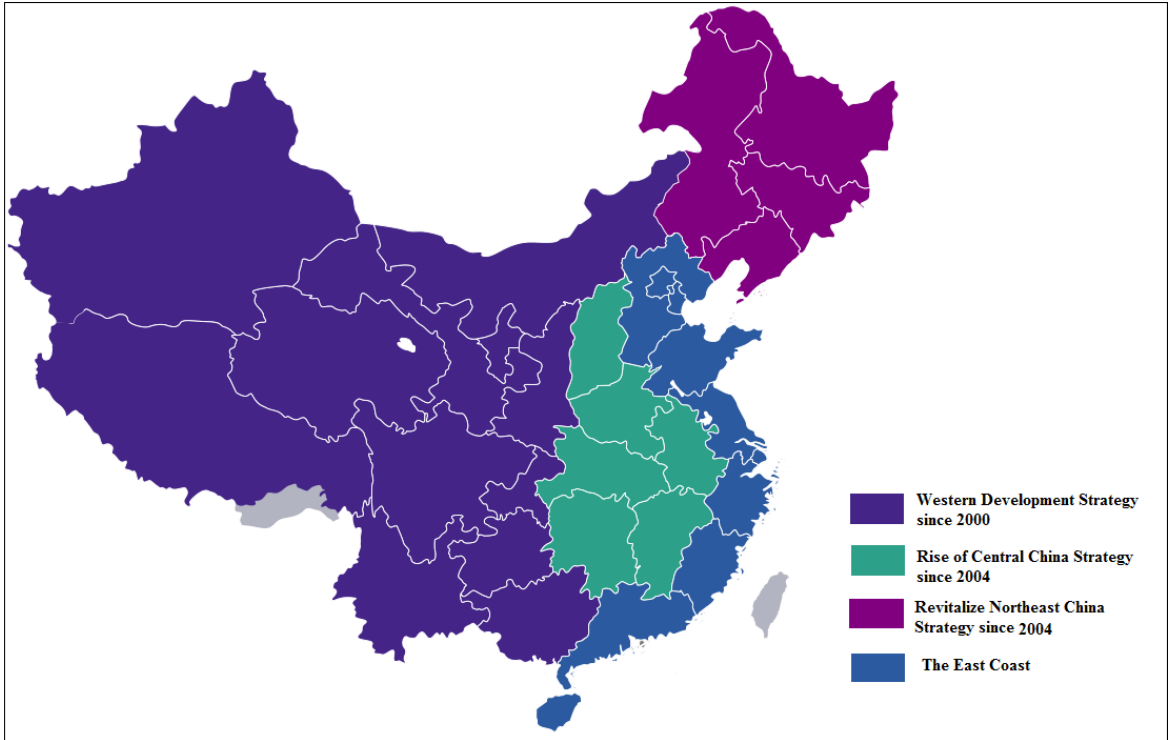 Western Development Strategy
since 2000
Rise of Central China Strategy
since 2004
Revitalize Northeast China
Strategy since 2004
The East Coast